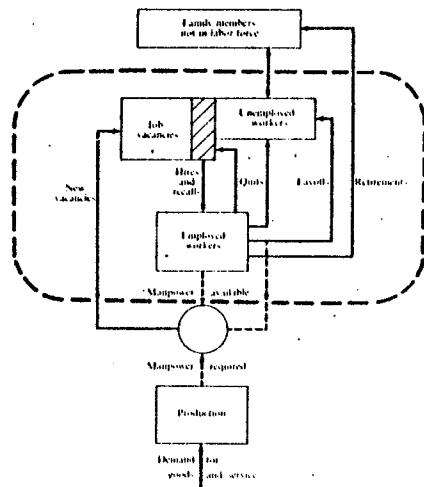 Family members
not in labor force
Job
vacancies
Unemployed
workers
New
vacancies
Hires
and
recalls
Quits
Layoffs
Retirements
Employed
workers
Manpower available
Manpower required
Production
Demand for
goods and service